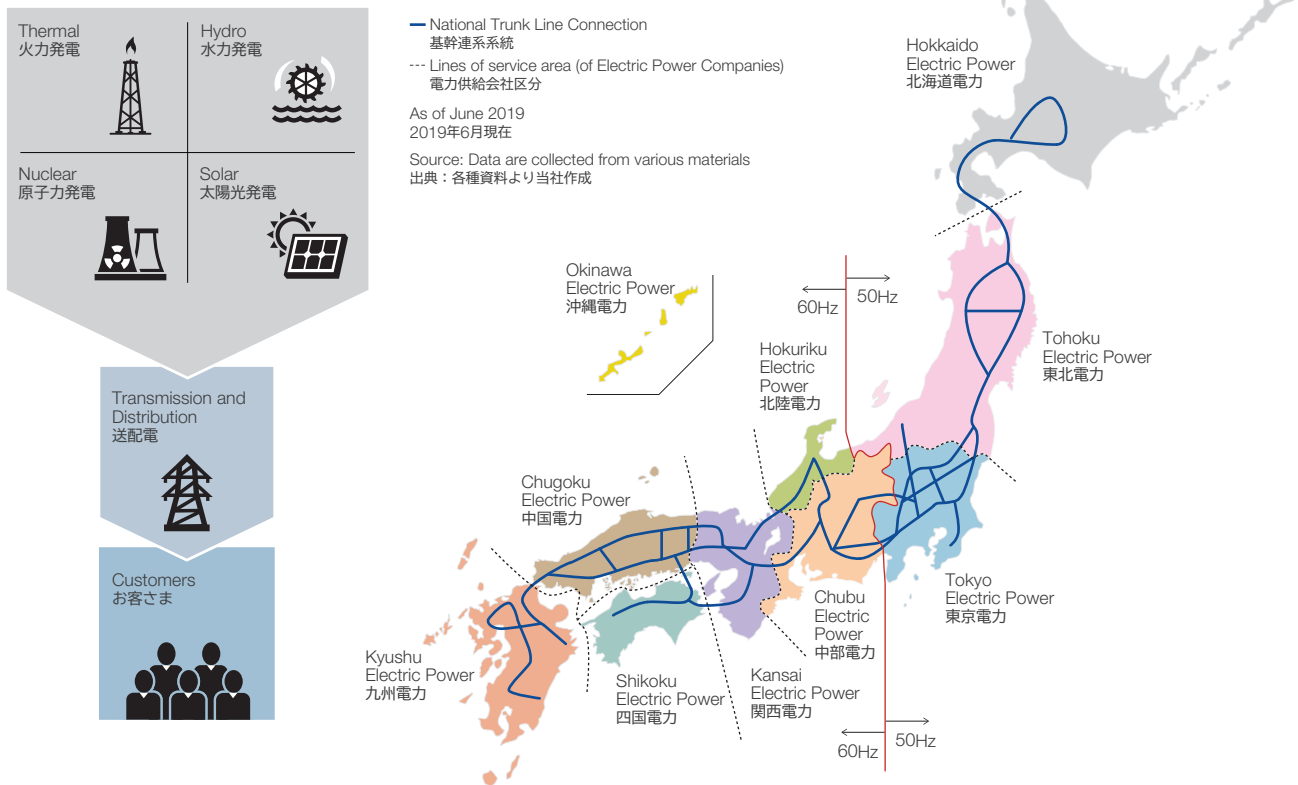 Thermal
火力発電
Hydro
水力発電
Nuclear
原子力発電
Solar
太陽光発電
Transmission and
Distribution
送配電
Customers
お客さま
National Trunk Line Connection
基幹連系系統
Lines of service area (of Electric Power Companies)
電力供給会社区分
As of June 2019
2019年6月現在
Source: Data are collected from various materials
出典：各種資料より当社作成
Hokkaido
Electric Power
北海道電力
Okinawa
Electric Power
沖縄電力
60Hz
50Hz
Hokuriku
Electric
Power
北陸電力
Tohoku
Electric Power
東北電力
Chugoku
Electric Power
中国電力
Tokyo
Electric Power
東京電力
Chubu
Electric
Power
中部電力
Kyushu
Electric Power
九州電力
Shikoku
Electric Power
四国電力
Kansai
Electric Power
関西電力
60Hz
50Hz